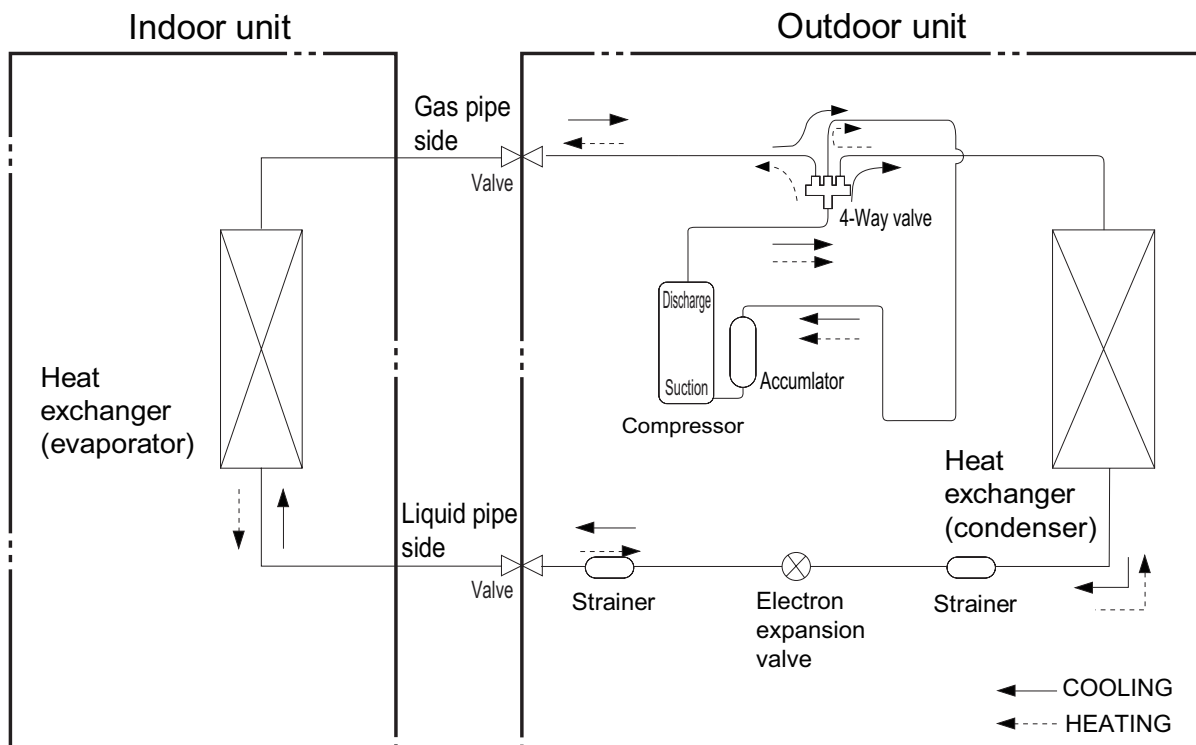 Indoor unit
Outdoor unit
Gas pipe
side
Valve
4-Way valve
Discharge
Suction
Accumlator
Compressor
Heat
exchanger
(evaporator)
Heat
exchanger
(condenser)
Liquid pipe
side
Valve
Strainer
Electron
expansion
valve
Strainer
COOLING
HEATING